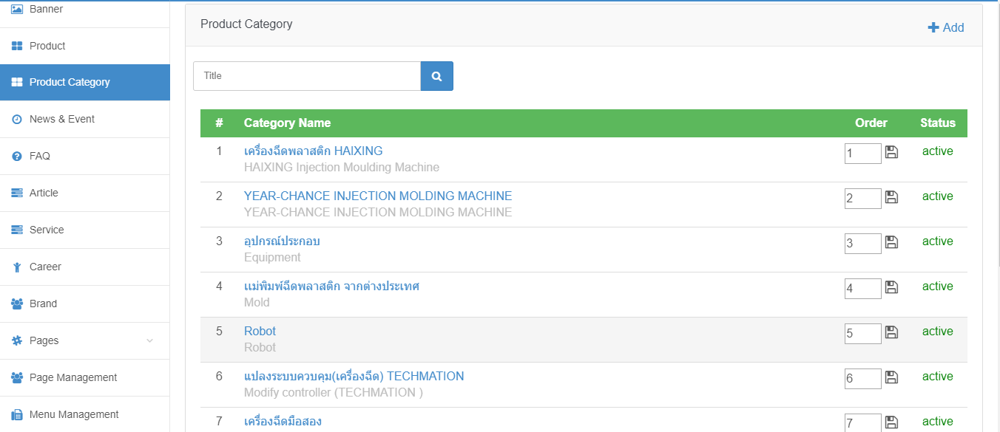 Banner
Product
Product Category
News & Event
FAQ
Article
Service
Career
Brand
Pages
Page Management
Menu Management
Product Category
Add
Title
# Category Name Order Status
1 เครื่องฉีดพลาสติก HAIXING 1 active
HAIXING Injection Moulding Machine
2 YEAR-CHANCE INJECTION MOLDING MACHINE 2 active
YEAR-CHANCE INJECTION MOLDING MACHINE
3 อุปกรณ์ประกอบ 3 active
Equipment
4 แม่พิมพ์ฉีดพลาสติก จากต่างประเทศ 4 active
Mold
5 Robot 5 active
Robot
6 แปลงระบบควบคุม(เครื่องฉีด) TECHMATION 6 active
Modify controller (TECHMATION )
7 เครื่องฉีดมือสอง 7 active